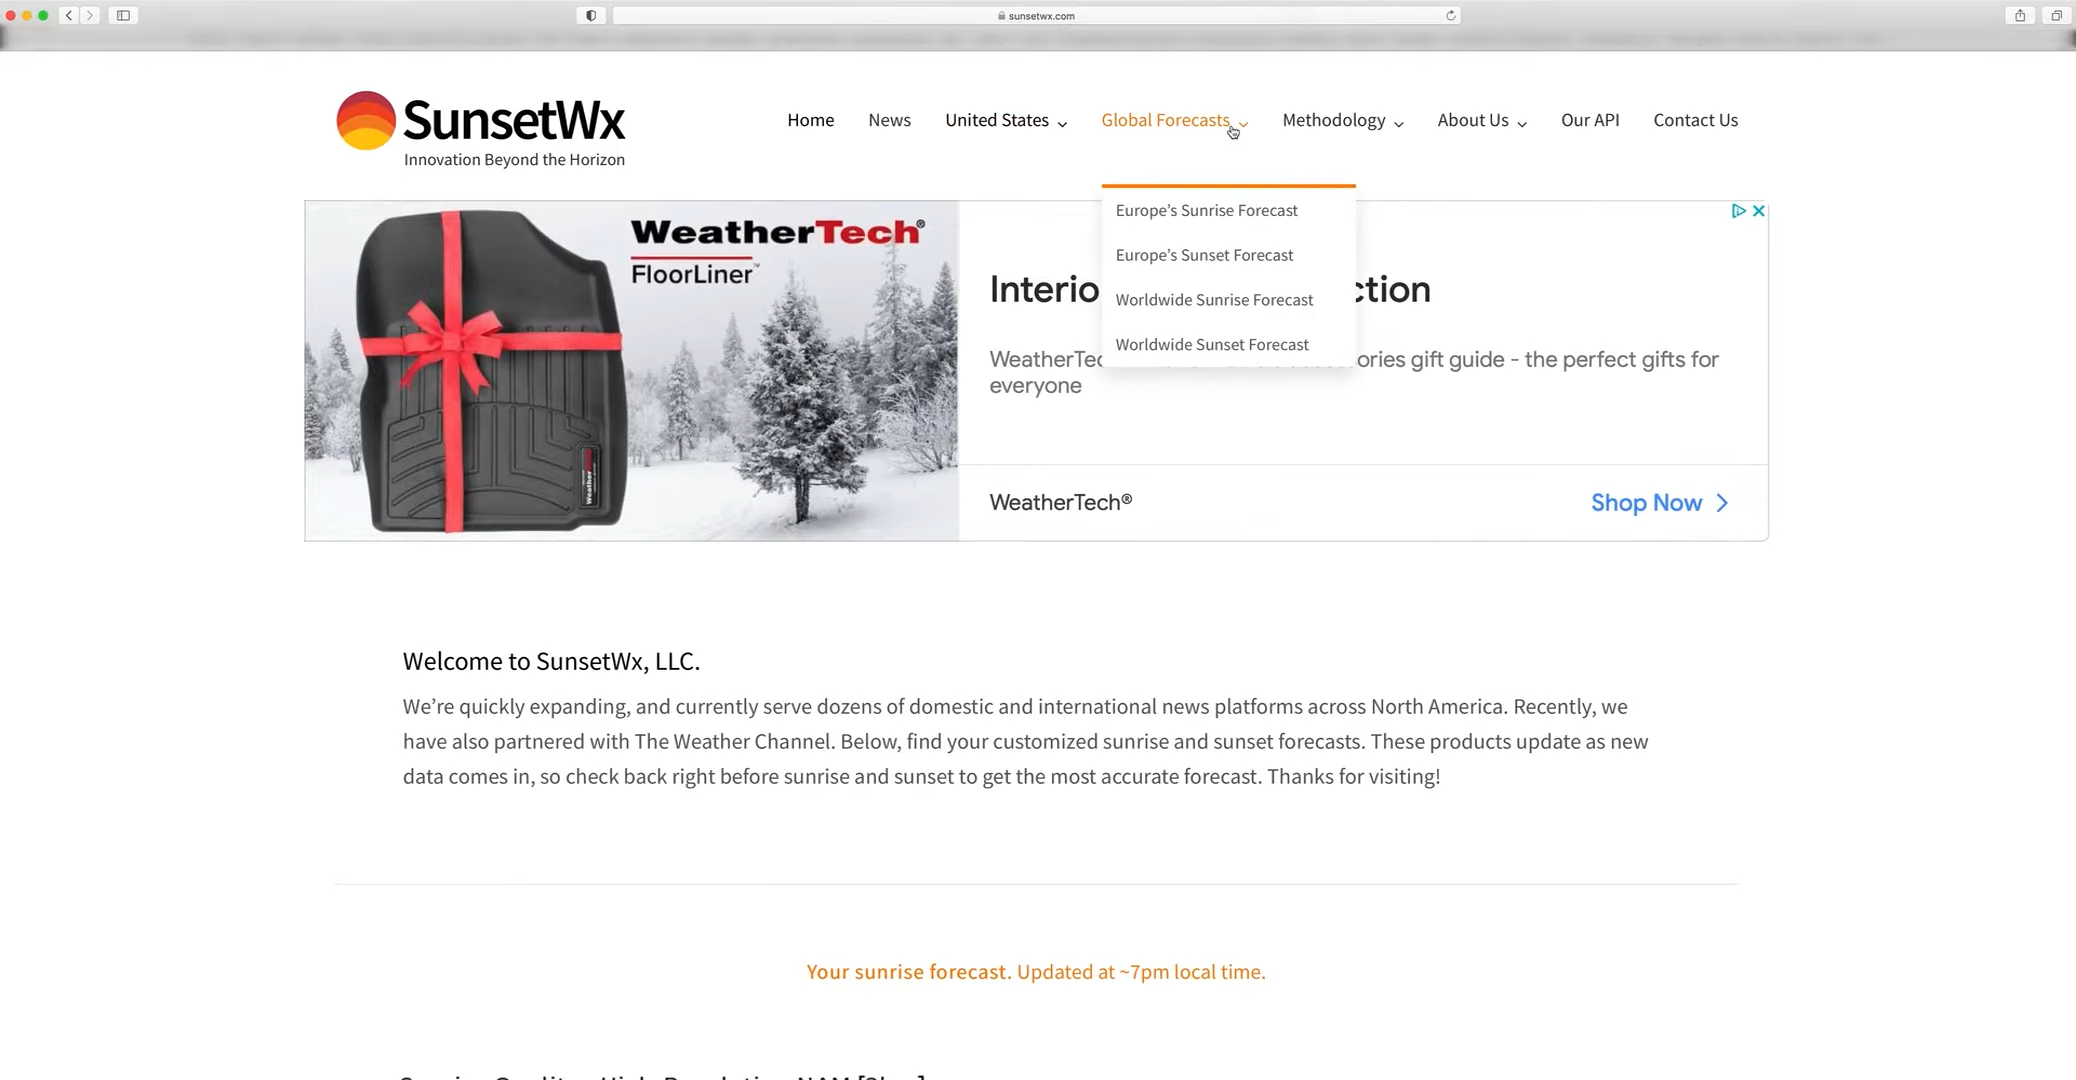 sunsetwx.com
SunsetWx
Innovation Beyond the Horizon
Home News United States Global Forecasts Methodology About Us Our API Contact Us
Europe's Sunrise Forecast
Europe's Sunset Forecast
Worldwide Sunrise Forecast
Worldwide Sunset Forecast
WeatherTech®
FloorLiner™
WeatherTech
Interio ction
WeatherTec ories gift guide - the perfect gifts for
everyone
WeatherTech®
Shop Now
Welcome to SunsetWx, LLC.
We're quickly expanding, and currently serve dozens of domestic and international news platforms across North America. Recently, we
have also partnered with The Weather Channel. Below, find your customized sunrise and sunset forecasts. These products update as new
data comes in, so check back right before sunrise and sunset to get the most accurate forecast. Thanks for visiting!
Your sunrise forecast. Updated at ~7pm local time.